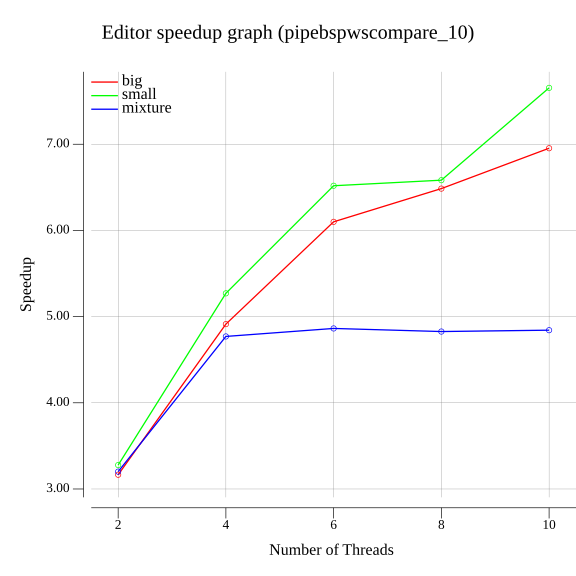 Editor speedup graph (pipebspwscompare_10)
big
small
mixture
7.00
6.00
5.00
4.00
3.00
Speedup
2 4 6 8 10
Number of Threads